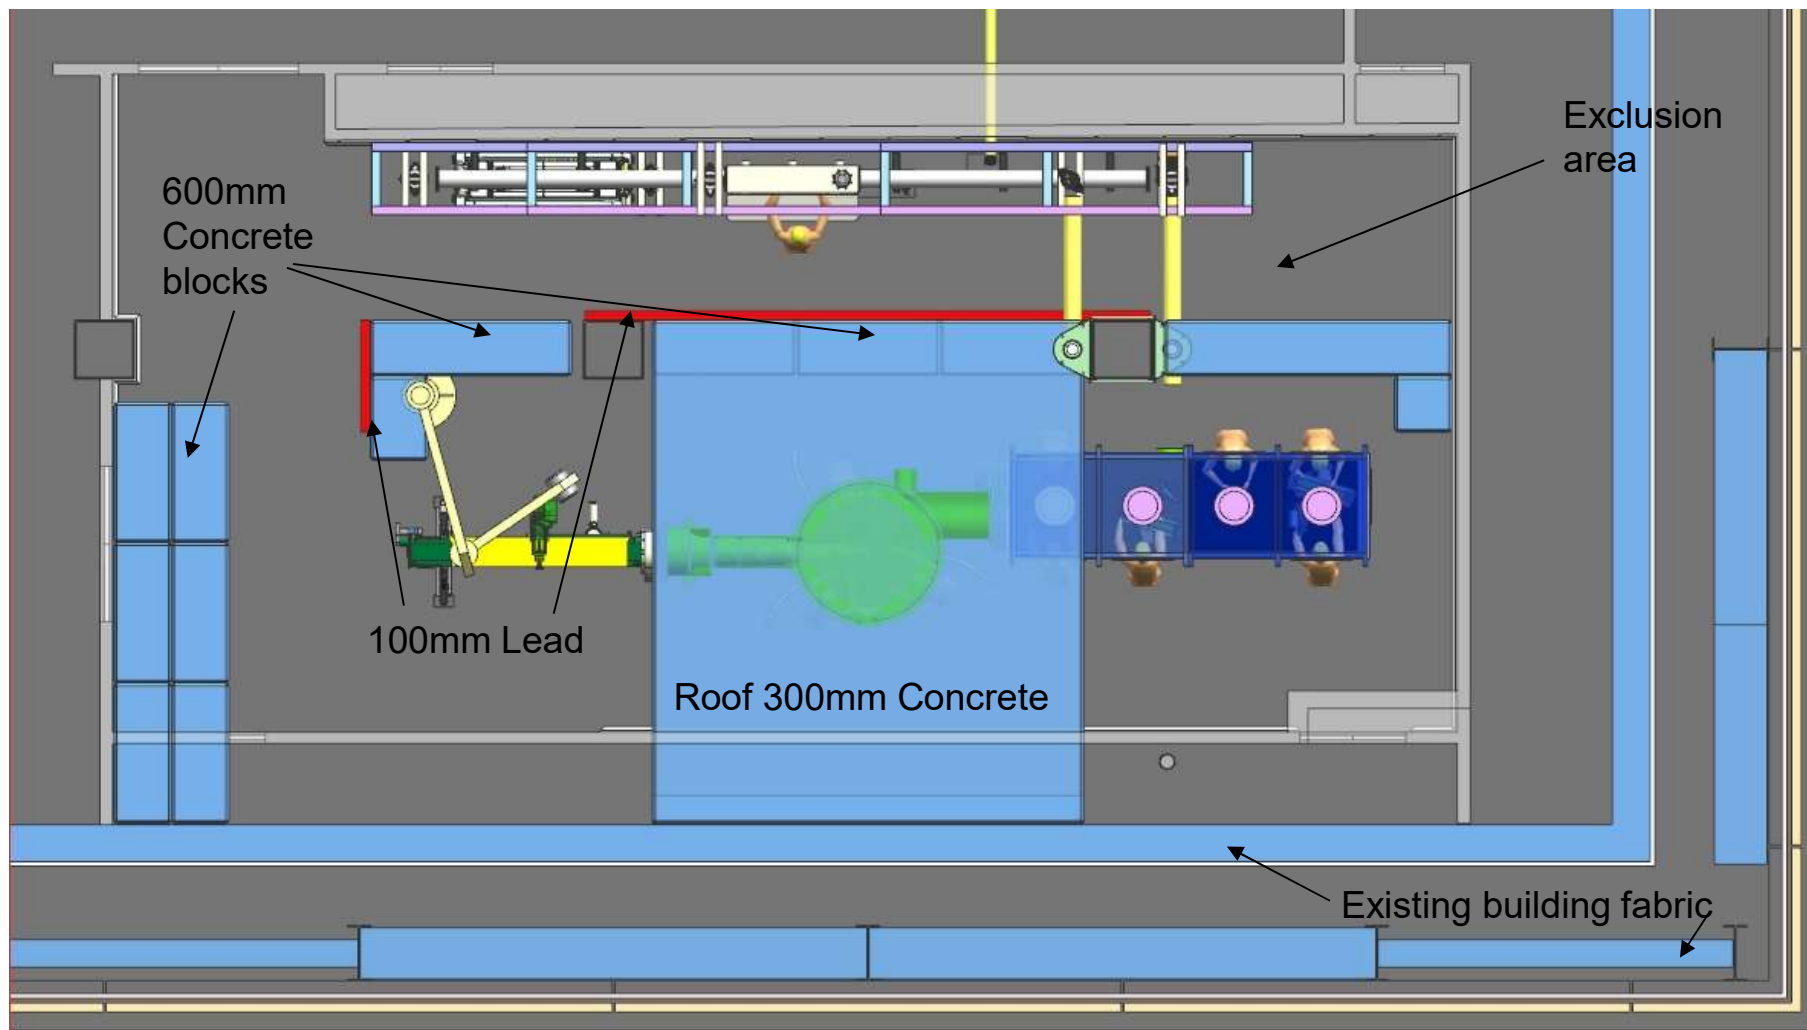 Exclusion
area
600mm
Concrete
blocks
100mm Lead
Roof 300mm Concrete
Existing building fabric